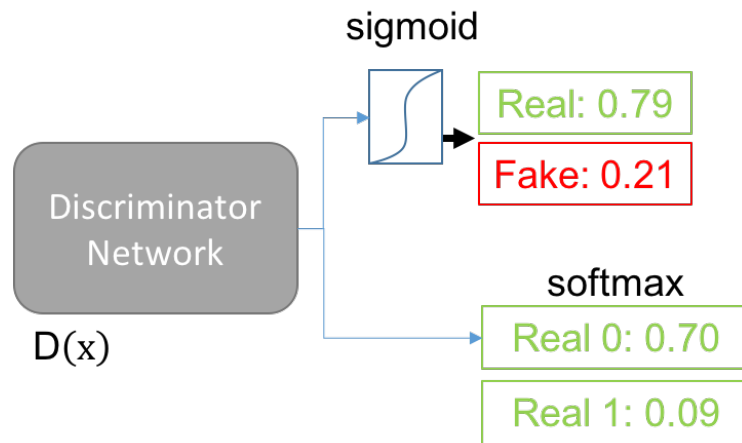 sigmoid
Real: 0.79
Fake: 0.21
Discriminator
Network
D(x)
softmax
Real 0: 0.70
Real 1: 0.09